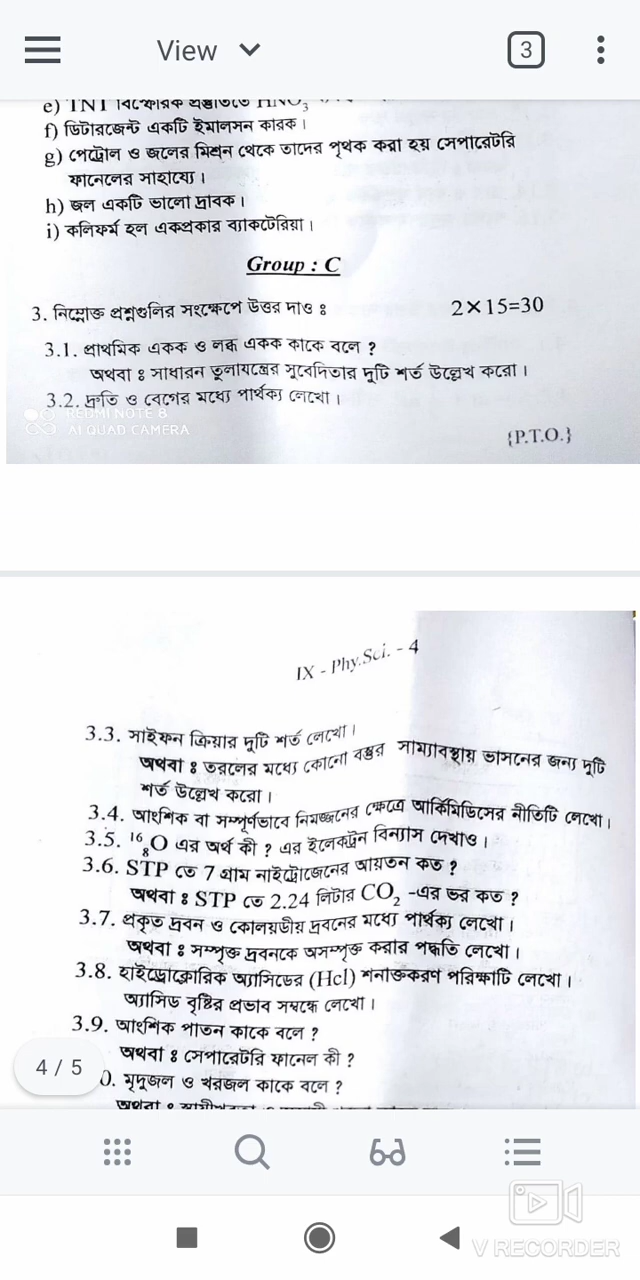 View
3
e) TNT বিস্ফোরক প্রস্তুতিতে HNO₃
f) ডিটারজেন্ট একটি ইমালসন কারক।
g) পেট্রোল ও জলের মিশ্রন থেকে তাদের পৃথক করা হয় সেপারেটরি
ফানেলের সাহায্যে।
h) জল একটি ভালো দ্রাবক।
i) কলিফর্ম হল একপ্রকার ব্যাকটেরিয়া।
Group : C
3. নিম্নোক্ত প্রশ্নগুলির সংক্ষেপে উত্তর দাও ঃ 2×15=30
3.1. প্রাথমিক একক ও লব্ধ একক কাকে বলে ?
অথবা ঃ সাধারন তুলাযন্ত্রের সুবেদিতার দুটি শর্ত উল্লেখ করো।
3.2. দ্রুতি ও বেগের মধ্যে পার্থক্য লেখো।
REDMI NOTE 8
AI QUAD CAMERA
{P.T.O.}
IX - Phy.Sci. - 4
3.3. সাইফন ক্রিয়ার দুটি শর্ত লেখো।
অথবা ঃ তরলের মধ্যে কোনো বস্তুর সাম্যাবস্থায় ভাসনের জন্য দুটি
শর্ত উল্লেখ করো।
3.4. আংশিক বা সম্পূর্ণভাবে নিমজ্জনের ক্ষেত্রে আর্কিমিডিসের নীতিটি লেখো।
3.5. ¹⁶₈O এর অর্থ কী ? এর ইলেকট্রন বিন্যাস দেখাও।
3.6. STP তে 7 গ্রাম নাইট্রোজেনের আয়তন কত ?
অথবা ঃ STP তে 2.24 লিটার CO₂ -এর ভর কত ?
3.7. প্রকৃত দ্রবন ও কোলয়ডীয় দ্রবনের মধ্যে পার্থক্য লেখো।
অথবা ঃ সম্পৃক্ত দ্রবনকে অসম্পৃক্ত করার পদ্ধতি লেখো।
3.8. হাইড্রোক্লোরিক অ্যাসিডের (Hcl) শনাক্তকরণ পরিক্ষাটি লেখো।
অ্যাসিড বৃষ্টির প্রভাব সম্বন্ধে লেখো।
3.9. আংশিক পাতন কাকে বলে ?
অথবা ঃ সেপারেটরি ফানেল কী ?
4 / 5
0. মৃদুজল ও খরজল কাকে বলে ?
অথবা ঃ
V RECORDER